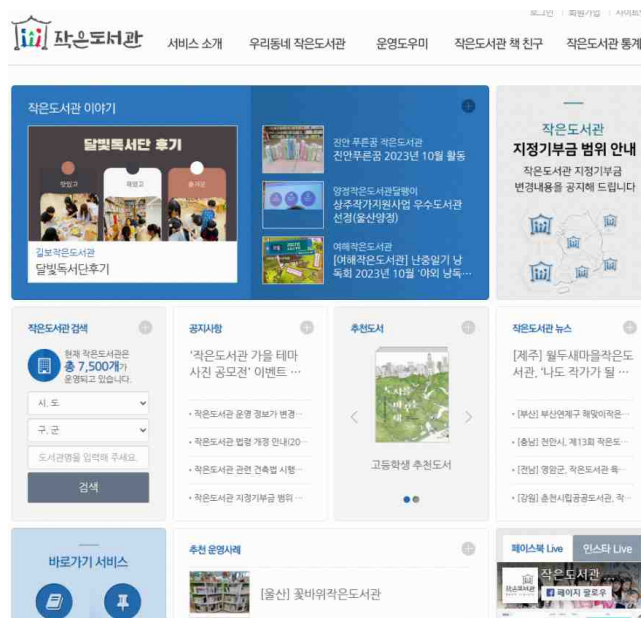 로그인 회원가입
작은도서관
서비스 소개 우리동네 작은도서관 운영도우미 작은도서관 책 친구 작은도서관 통계
작은도서관 이야기
달빛독서단 후기
맛있고
재밌고
즐거운
길보작은도서관
달빛독서단후기
진안 푸른꿈 작은도서관
진안푸른꿈 2023년 10월 활동
양정작은도서관달팽이
상주작가지원사업 우수도서관
선정(울산양정)
여해작은도서관
[여해작은도서관] 난중일기 낭
독회 2023년 10월 '야외 낭독…
작은도서관
지정기부금 범위 안내
작은도서관 지정기부금
변경내용을 공지해 드립니다
작은도서관 검색
현재 작은도서관은
총 7,500개가
운영되고 있습니다.
시, 도
구, 군
도서관명을 입력해 주세요.
검색
공지사항
'작은도서관 가을 테마
사진 공모전' 이벤트 …
· 작은도서관 운영 정보가 변경…
· 작은도서관 법령 개정 안내(20…
· 작은도서관 관련 건축법 시행…
· 작은도서관 지정기부금 범위 …
추천도서
고등학생 추천도서
작은도서관 뉴스
[제주] 월두새마을작은도
서관, '나도 작가가 될 …
· [부산] 부산연제구 해맞이작은…
· [충남] 천안시, 제13회 작은도…
· [전남] 영암군, 작은도서관 육…
· [강원] 춘천시립공공도서관, 작…
바로가기 서비스
추천 운영사례
[울산] 꽃바위작은도서관
페이스북 Live 인스타 Live
작은도서관 ...
페이지 팔로우